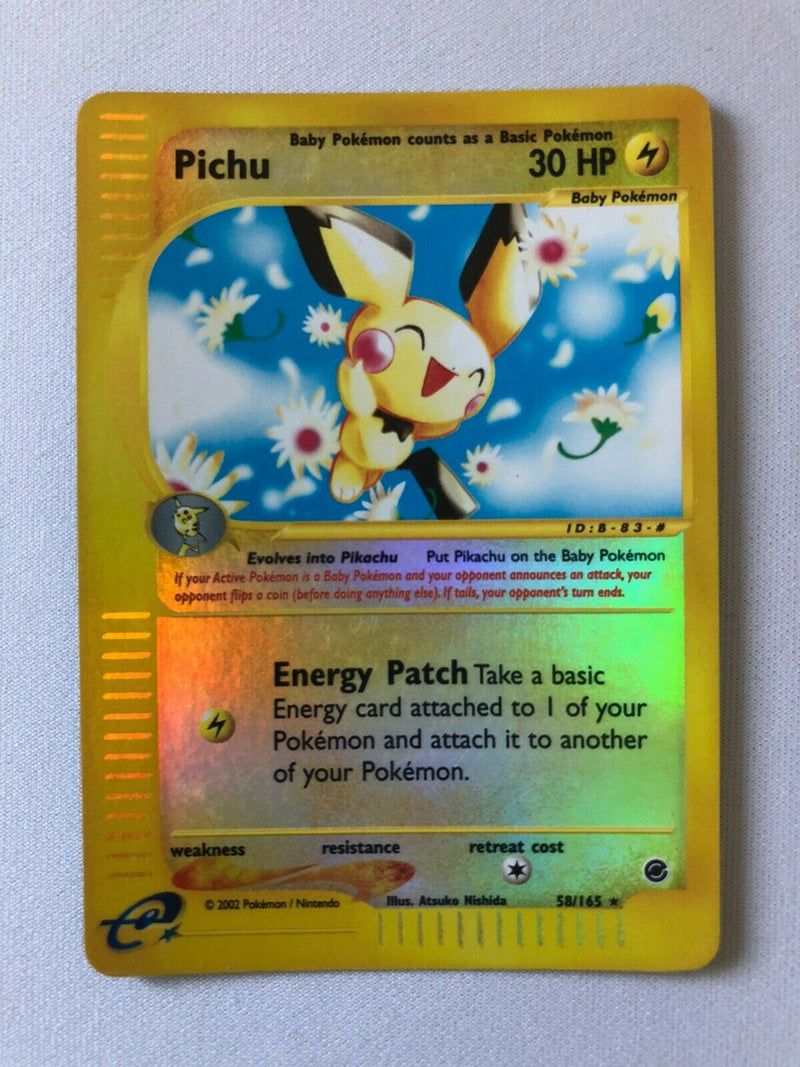 Baby Pokémon counts as a Basic Pokémon
Pichu 30 HP
Baby Pokémon
ID:B-83-#
Evolves into Pikachu Put Pikachu on the Baby Pokémon
If your Active Pokémon is a Baby Pokémon and your opponent announces an attack, your
opponent flips a coin (before doing anything else). If tails, your opponent's turn ends.
Energy Patch Take a basic
Energy card attached to 1 of your
Pokémon and attach it to another
of your Pokémon.
weakness resistance retreat cost
© 2002 Pokémon / Nintendo Illus. Atsuko Nishida 58/165 ★
e